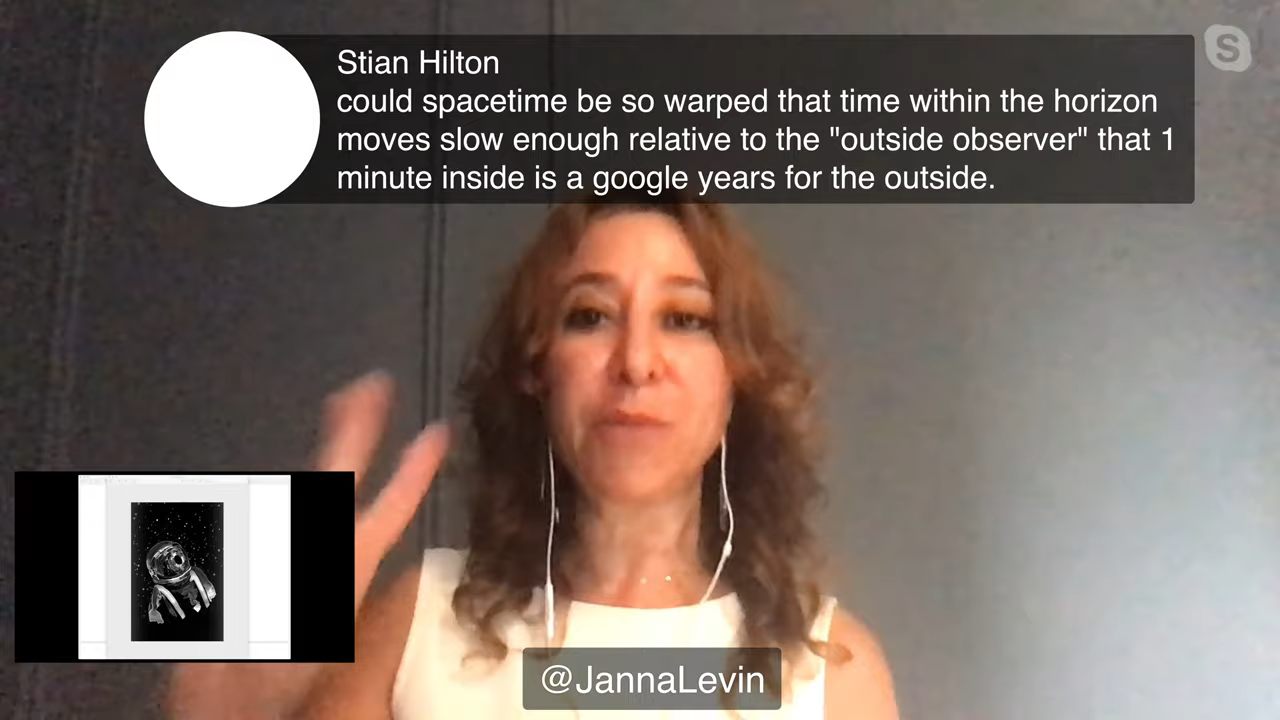 Stian Hilton
could spacetime be so warped that time within the horizon
moves slow enough relative to the "outside observer" that 1
minute inside is a google years for the outside.
S
@JannaLevin